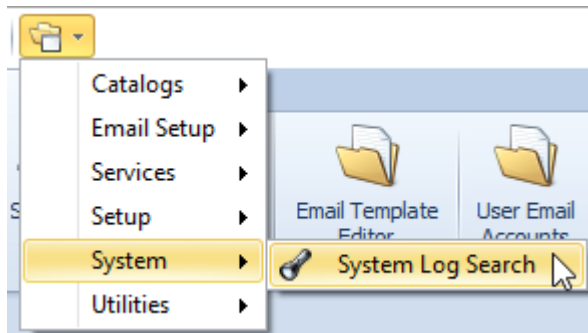 Catalogs
Email Setup
Services
Setup
System
Utilities
System Log Search
Email Template
Editor
User Email
Accounts
S